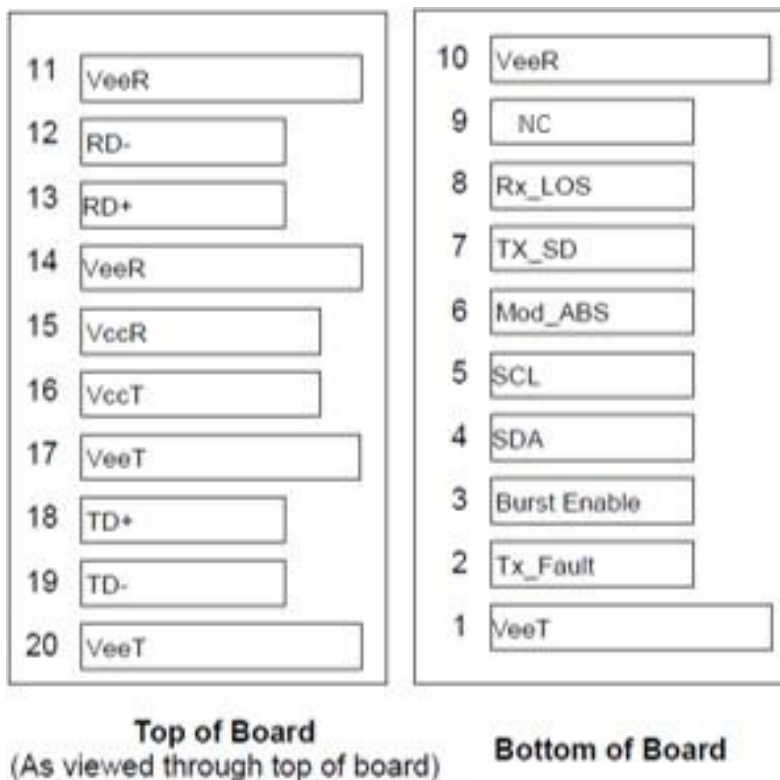 11 VeeR
12 RD-
13 RD+
14 VeeR
15 VccR
16 VccT
17 VeeT
18 TD+
19 TD-
20 VeeT
Top of Board
(As viewed through top of board)
10 VeeR
9 NC
8 Rx_LOS
7 TX_SD
6 Mod_ABS
5 SCL
4 SDA
3 Burst Enable
2 Tx_Fault
1 VeeT
Bottom of Board